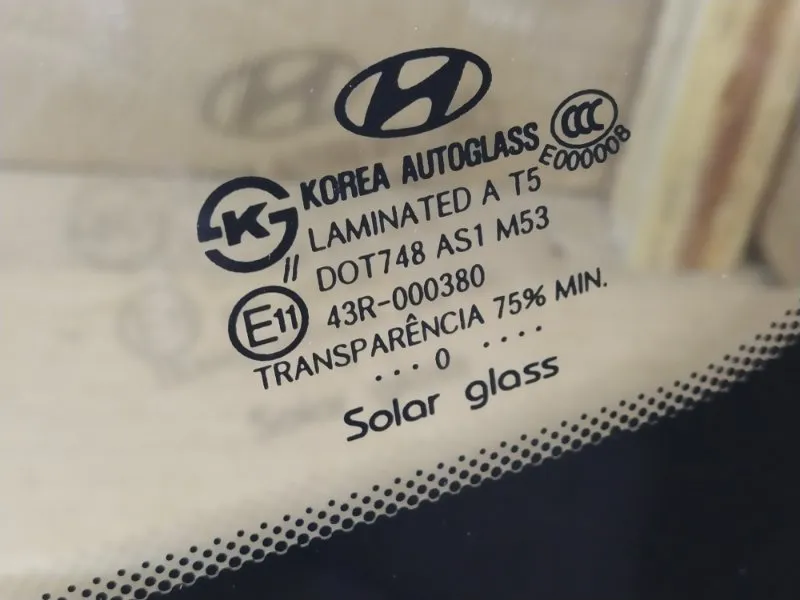 CCC
E000008
KOREA AUTOGLASS
K
LAMINATED A T5
//
DOT748 AS1 M53
E11
43R-000380
TRANSPARÊNCIA 75% MIN.
... 0 ....
Solar glass